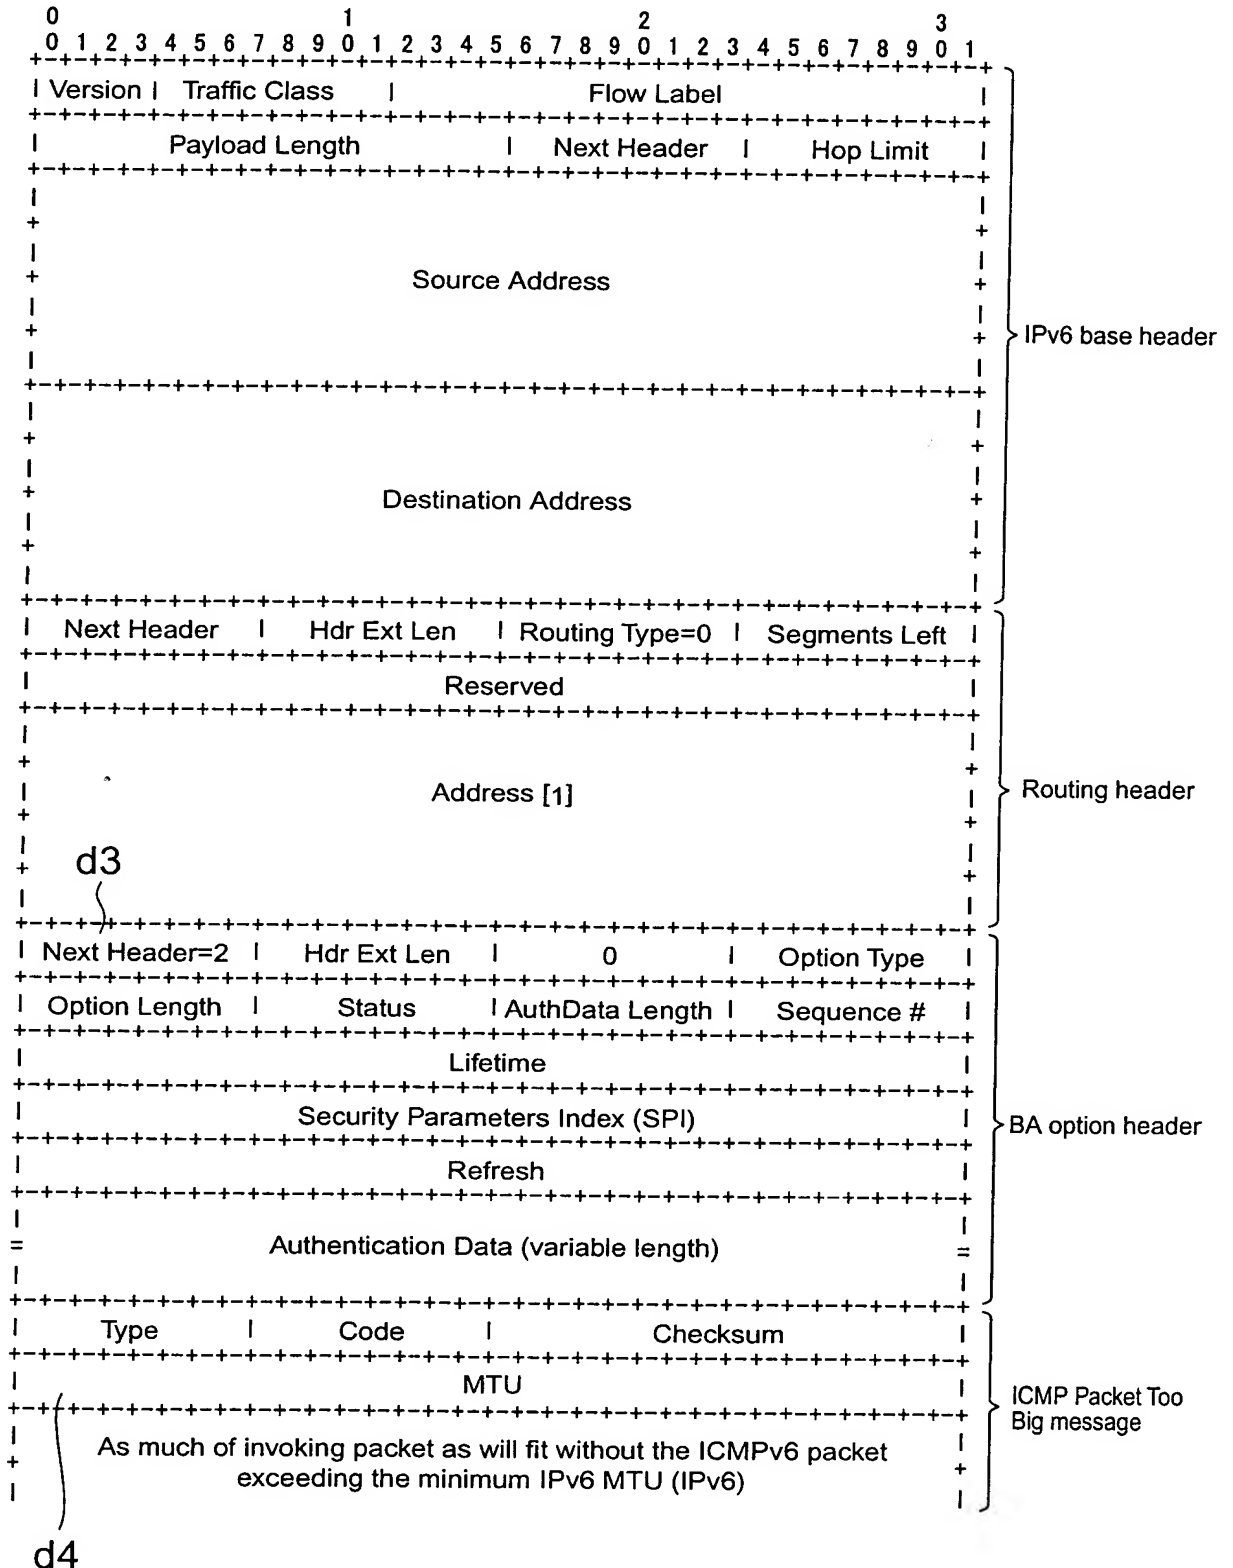 0 1 2 3
0 1 2 3 4 5 6 7 8 9 0 1 2 3 4 5 6 7 8 9 0 1 2 3 4 5 6 7 8 9 0 1
+-+-+-+-+-+-+-+-+-+-+-+-+-+-+-+-+-+-+-+-+-+-+-+-+-+-+-+-+-+-+-+-+
| Version | Traffic Class | Flow Label |
+-+-+-+-+-+-+-+-+-+-+-+-+-+-+-+-+-+-+-+-+-+-+-+-+-+-+-+-+-+-+-+-+
| Payload Length | Next Header | Hop Limit |
+-+-+-+-+-+-+-+-+-+-+-+-+-+-+-+-+-+-+-+-+-+-+-+-+-+-+-+-+-+-+-+-+
| |
+ +
| |
+ Source Address +
| |
+ + IPv6 base header
| |
+-+-+-+-+-+-+-+-+-+-+-+-+-+-+-+-+-+-+-+-+-+-+-+-+-+-+-+-+-+-+-+-+
| |
+ +
| |
+ Destination Address +
| |
+ +
| |
+-+-+-+-+-+-+-+-+-+-+-+-+-+-+-+-+-+-+-+-+-+-+-+-+-+-+-+-+-+-+-+-+
| Next Header | Hdr Ext Len | Routing Type=0 | Segments Left |
+-+-+-+-+-+-+-+-+-+-+-+-+-+-+-+-+-+-+-+-+-+-+-+-+-+-+-+-+-+-+-+-+
| Reserved |
+-+-+-+-+-+-+-+-+-+-+-+-+-+-+-+-+-+-+-+-+-+-+-+-+-+-+-+-+-+-+-+-+
| |
+ +
| Address [1] | Routing header
+ +
| |
+ d3 +
| |
+-+-+-+-+-+-+-+-+-+-+-+-+-+-+-+-+-+-+-+-+-+-+-+-+-+-+-+-+-+-+-+-+
| Next Header=2 | Hdr Ext Len | 0 | Option Type |
+-+-+-+-+-+-+-+-+-+-+-+-+-+-+-+-+-+-+-+-+-+-+-+-+-+-+-+-+-+-+-+-+
| Option Length | Status | AuthData Length | Sequence # |
+-+-+-+-+-+-+-+-+-+-+-+-+-+-+-+-+-+-+-+-+-+-+-+-+-+-+-+-+-+-+-+-+
| Lifetime |
+-+-+-+-+-+-+-+-+-+-+-+-+-+-+-+-+-+-+-+-+-+-+-+-+-+-+-+-+-+-+-+-+
| Security Parameters Index (SPI) | BA option header
+-+-+-+-+-+-+-+-+-+-+-+-+-+-+-+-+-+-+-+-+-+-+-+-+-+-+-+-+-+-+-+-+
| Refresh |
+-+-+-+-+-+-+-+-+-+-+-+-+-+-+-+-+-+-+-+-+-+-+-+-+-+-+-+-+-+-+-+-+
| |
= Authentication Data (variable length) =
| |
+-+-+-+-+-+-+-+-+-+-+-+-+-+-+-+-+-+-+-+-+-+-+-+-+-+-+-+-+-+-+-+-+
| Type | Code | Checksum |
+-+-+-+-+-+-+-+-+-+-+-+-+-+-+-+-+-+-+-+-+-+-+-+-+-+-+-+-+-+-+-+-+
| MTU | ICMP Packet Too
+-+-+-+-+-+-+-+-+-+-+-+-+-+-+-+-+-+-+-+-+-+-+-+-+-+-+-+-+-+-+-+-+ Big message
| As much of invoking packet as will fit without the ICMPv6 packet |
+ exceeding the minimum IPv6 MTU (IPv6) +
| |
d4